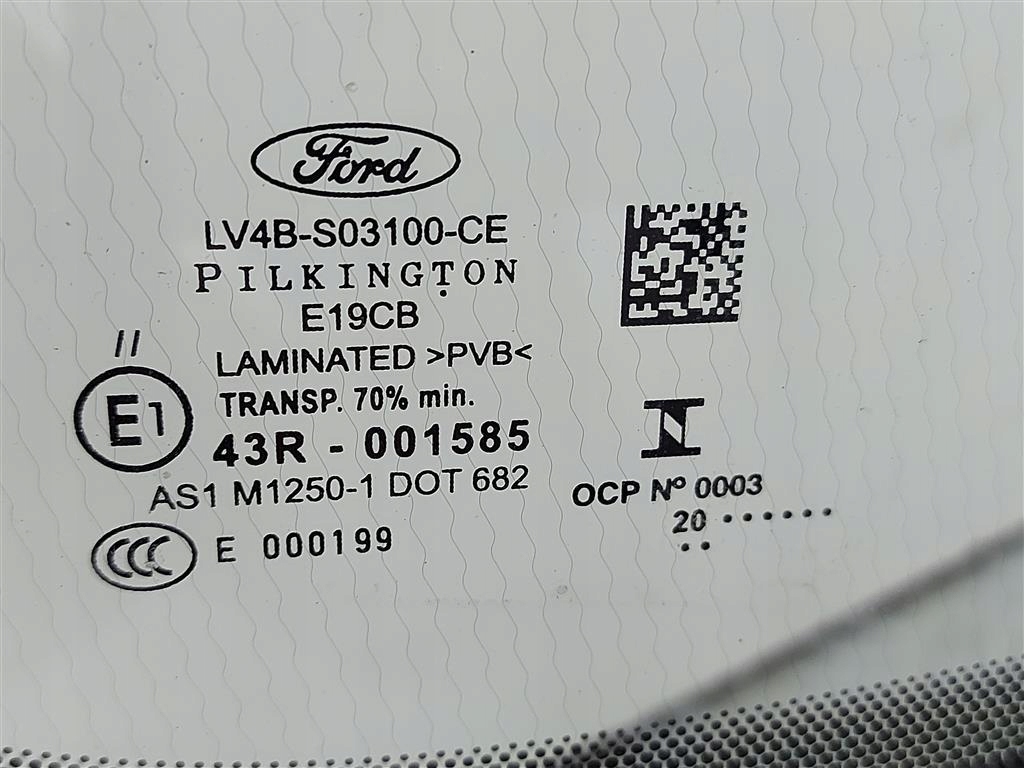 Ford
LV4B-S03100-CE
PILKINGTON
E19CB
//
LAMINATED >PVB<
TRANSP. 70% min.
E1
43R - 001585
AS1 M1250-1 DOT 682
CCC E 000199
N
OCP Nº 0003
20 ······
··